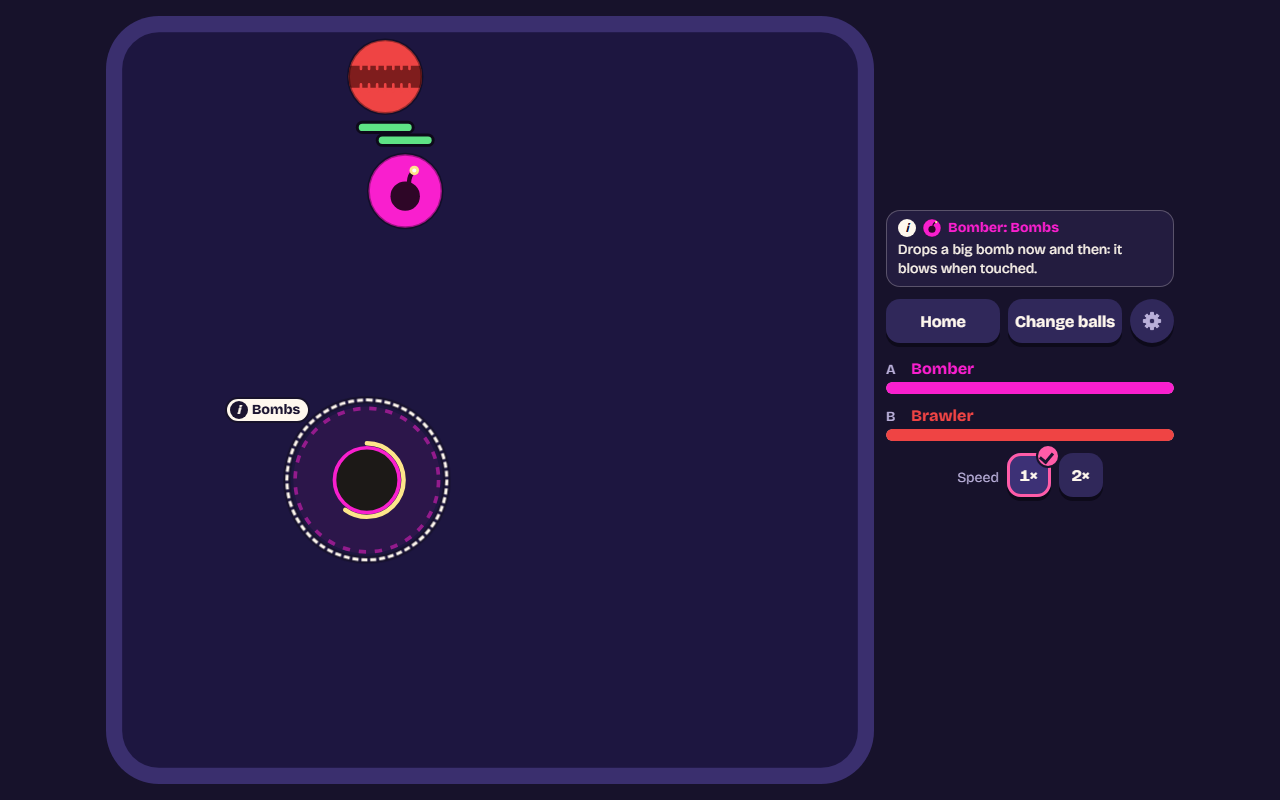 Bombs
Bomber: Bombs
Drops a big bomb now and then: it
blows when touched.
Home
Change balls
A Bomber
B Brawler
Speed
1×
2×